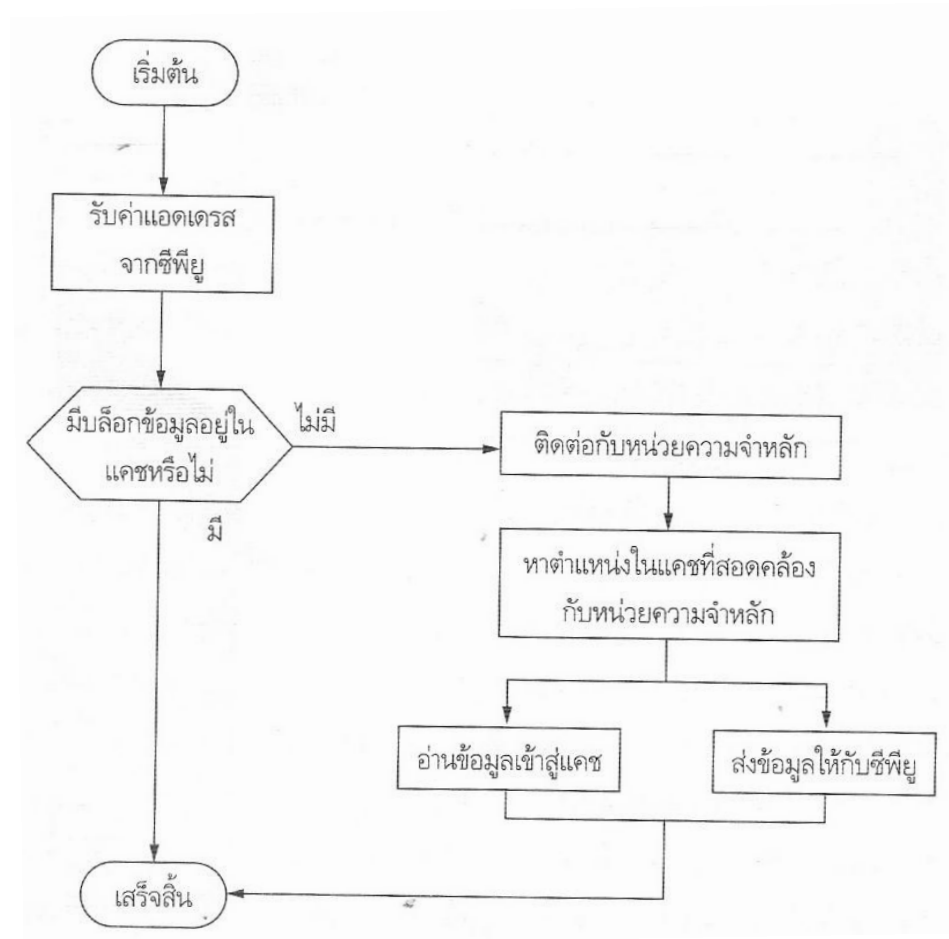 เริ่มต้น
รับค่าแอดเดรส
จากซีพียู
มีบล็อกข้อมูลอยู่ใน
แคชหรือไม่
ไม่มี
มี
ติดต่อกับหน่วยความจำหลัก
หาตำแหน่งในแคชที่สอดคล้อง
กับหน่วยความจำหลัก
อ่านข้อมูลเข้าสู่แคช
ส่งข้อมูลให้กับซีพียู
เสร็จสิ้น